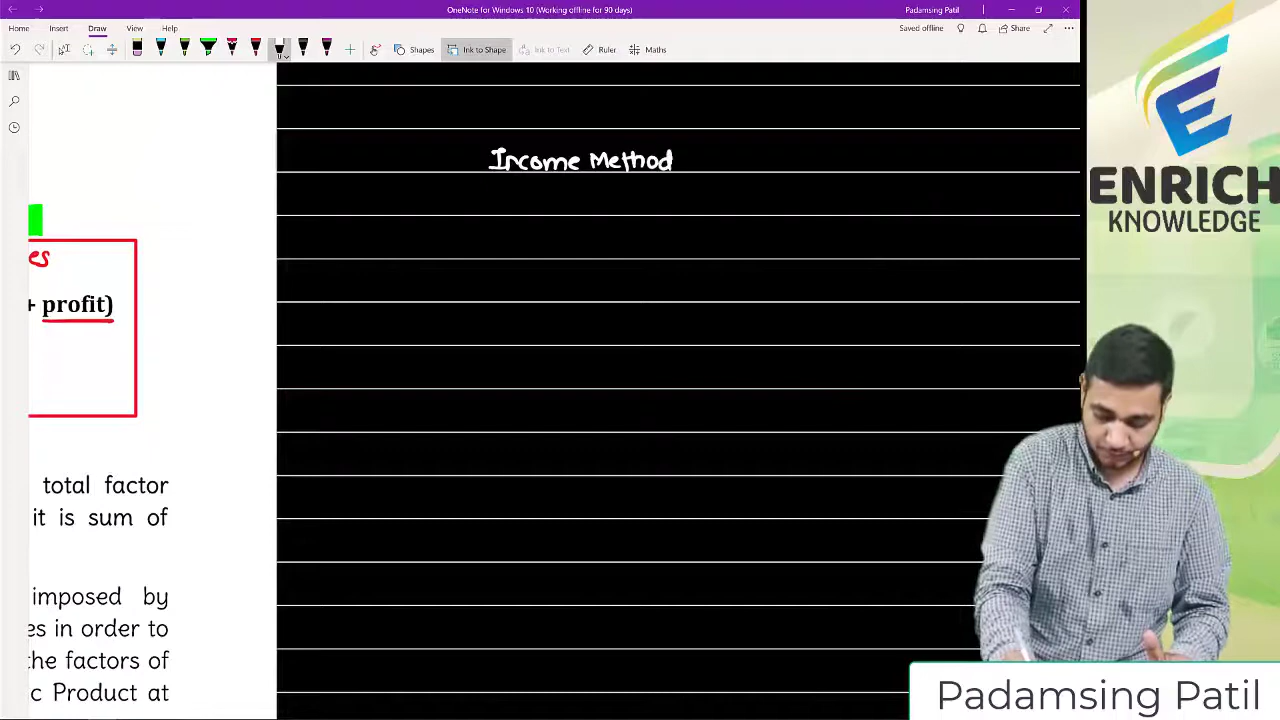 OneNote for Windows 10 (Working offline for 90 days)
Padamsing Patil
Home Insert Draw View Help
Saved offline
Share
Shapes
Ink to Shape
Ink to Text
Ruler
Maths
Income Method
es
+ profit)
total factor
it is sum of
imposed by
es in order to
the factors of
c Product at
ENRICH
KNOWLEDGE
Padamsing Patil